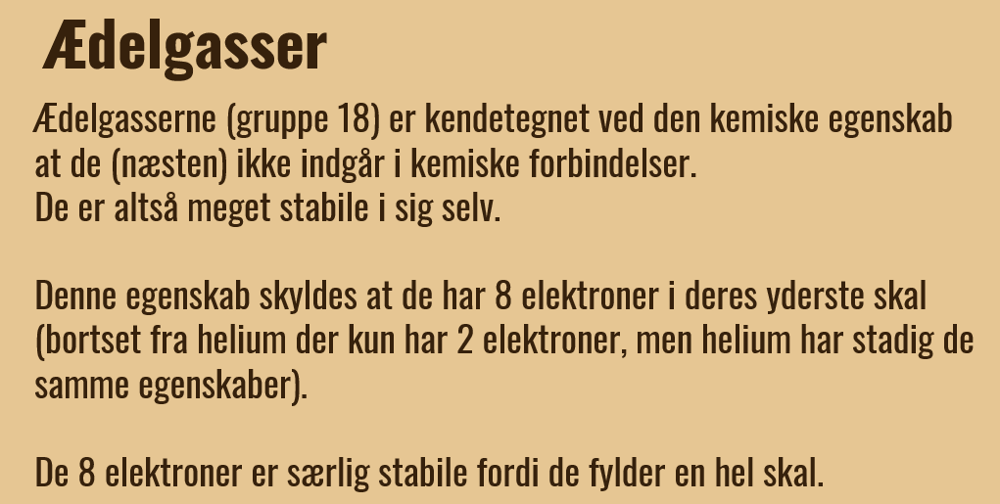 Ædelgasser
Ædelgasserne (gruppe 18) er kendetegnet ved den kemiske egenskab
at de (næsten) ikke indgår i kemiske forbindelser.
De er altså meget stabile i sig selv.
Denne egenskab skyldes at de har 8 elektroner i deres yderste skal
(bortset fra helium der kun har 2 elektroner, men helium har stadig de
samme egenskaber).
De 8 elektroner er særlig stabile fordi de fylder en hel skal.